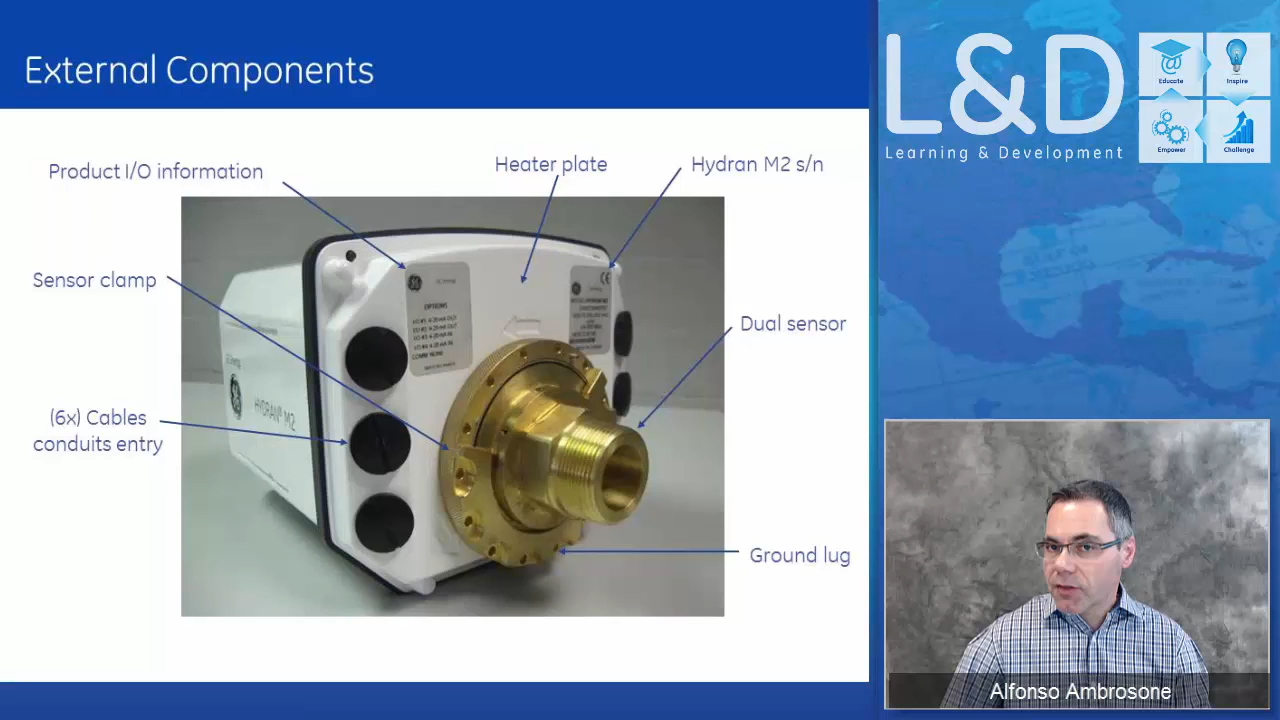 External Components
Product I/O information
Heater plate
Hydran M2 s/n
Sensor clamp
Dual sensor
(6x) Cables
conduits entry
Ground lug
OPTIONS
HYDRAN M2
L&D
Learning & Development
Educate
Inspire
Empower
Challenge
Alfonso Ambrosone